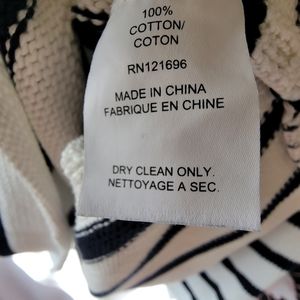 100%
COTTON/
COTON
RN121696
MADE IN CHINA
FABRIQUE EN CHINE
DRY CLEAN ONLY.
NETTOYAGE A SEC.